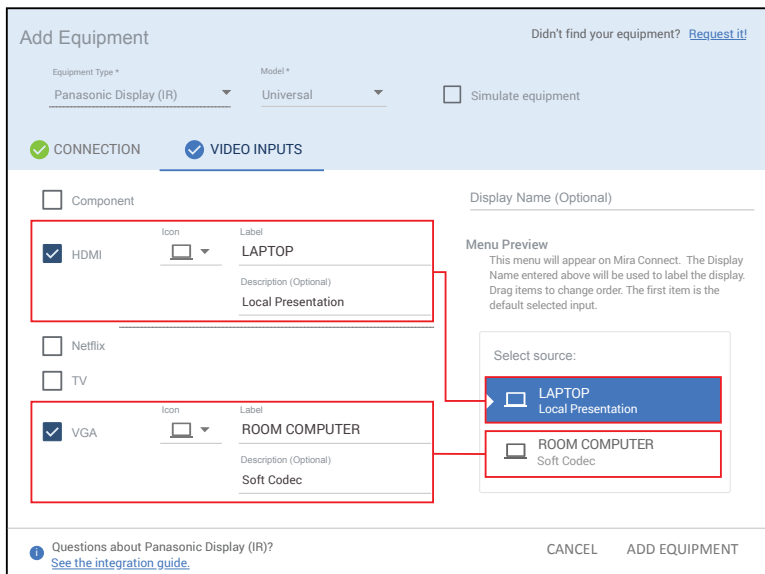 Add Equipment
Didn't find your equipment? Request it!
Equipment Type *
Model *
Panasonic Display (IR)
Universal
Simulate equipment
CONNECTION
VIDEO INPUTS
Component
Display Name (Optional)
Icon
Label
HDMI
LAPTOP
Description (Optional)
Local Presentation
Menu Preview
This menu will appear on Mira Connect. The Display
Name entered above will be used to label the display.
Drag items to change order. The first item is the
default selected input.
Netflix
TV
Select source:
LAPTOP
Local Presentation
Icon
Label
VGA
ROOM COMPUTER
Description (Optional)
Soft Codec
ROOM COMPUTER
Soft Codec
i
Questions about Panasonic Display (IR)?
See the integration guide.
CANCEL
ADD EQUIPMENT